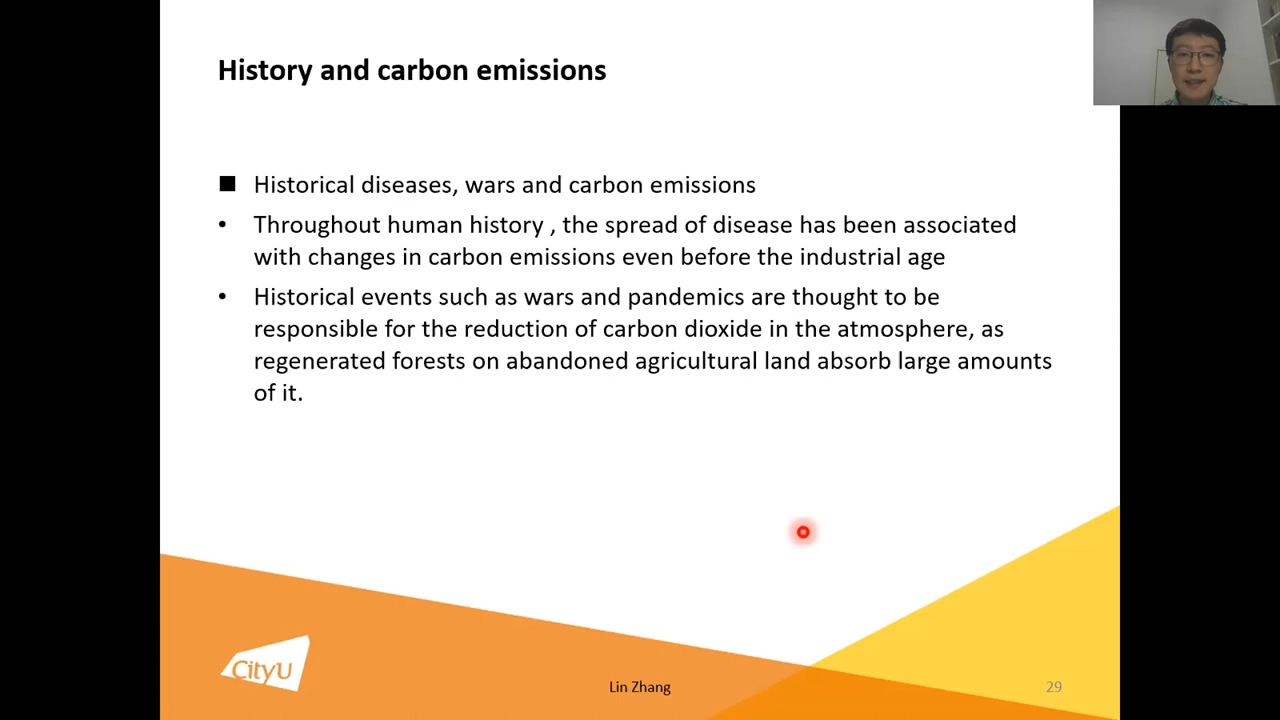 History and carbon emissions
Historical diseases, wars and carbon emissions
Throughout human history , the spread of disease has been associated
with changes in carbon emissions even before the industrial age
Historical events such as wars and pandemics are thought to be
responsible for the reduction of carbon dioxide in the atmosphere, as
regenerated forests on abandoned agricultural land absorb large amounts
of it.
CityU
Lin Zhang
29